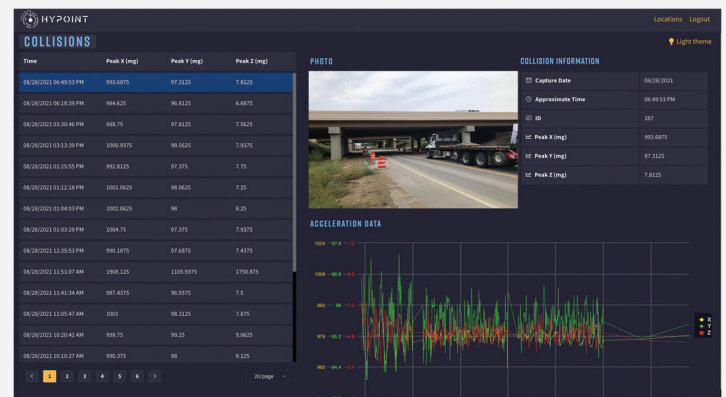 HYPOINT
Locations Logout
COLLISIONS
Light theme
Time Peak X (mg) Peak Y (mg) Peak Z (mg)
08/28/2021 06:49:53 PM 993.6875 97.3125 7.8125
08/28/2021 06:18:39 PM 984.625 96.8125 6.6875
08/28/2021 03:30:46 PM 988.75 97.8125 7.5625
08/28/2021 03:13:39 PM 1000.9375 98.5625 7.9375
08/28/2021 01:25:55 PM 992.8125 97.375 7.75
08/28/2021 01:12:18 PM 1002.0625 98.0625 7.25
08/28/2021 01:04:03 PM 1002.0625 98 8.25
08/28/2021 01:03:29 PM 1004.75 97.375 7.9375
08/28/2021 12:35:53 PM 990.1875 97.6875 7.4375
08/28/2021 11:51:07 AM 1908.125 1105.9375 1750.875
08/28/2021 11:41:34 AM 987.4375 96.9375 7.5
08/28/2021 11:05:47 AM 1001 98.3125 7.875
08/28/2021 10:20:42 AM 998.75 99.25 9.0625
08/28/2021 10:10:27 AM 990.375 98 8.125
< 1 2 3 4 5 6 >
20/page
PHOTO
COLLISION INFORMATION
Capture Date 08/28/2021
Approximate Time 06:49:53 PM
ID 287
Peak X (mg) 993.6875
Peak Y (mg) 97.3125
Peak Z (mg) 7.8125
ACCELERATION DATA
1024
1008
992 96
976
960
X
Y
Z